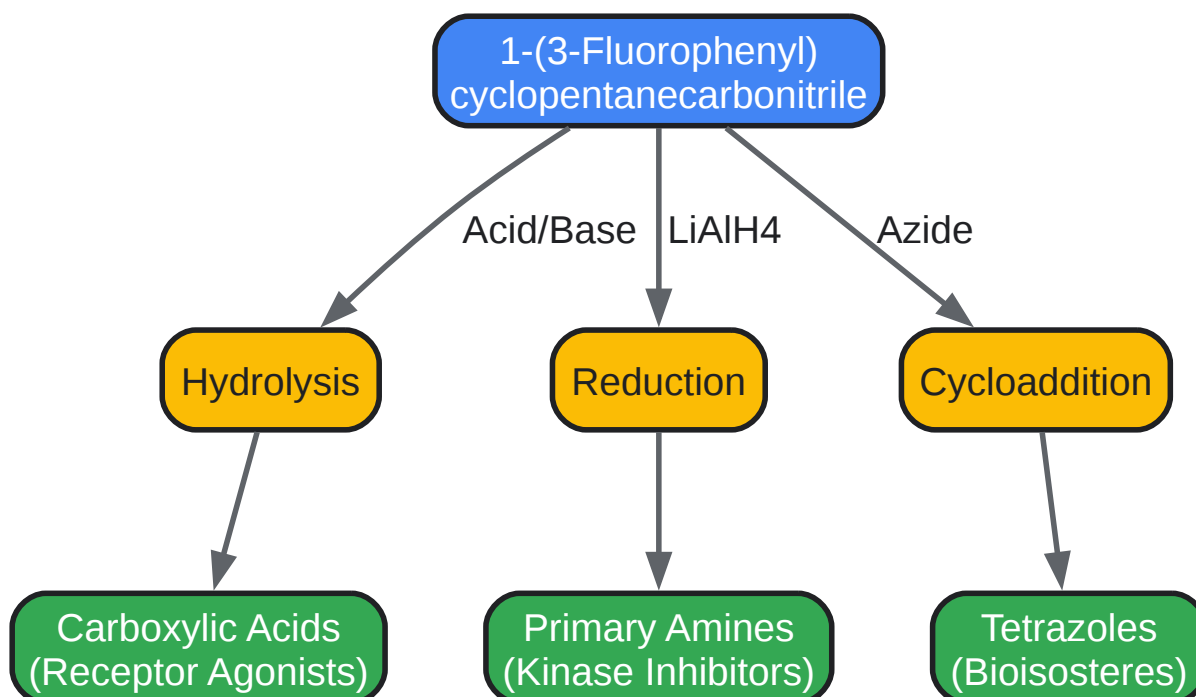 1-(3-Fluorophenyl)
cyclopentanecarbonitrile
Acid/Base
LiAlH4
Azide
Hydrolysis
Reduction
Cycloaddition
Carboxylic Acids
(Receptor Agonists)
Primary Amines
(Kinase Inhibitors)
Tetrazoles
(Bioisosteres)